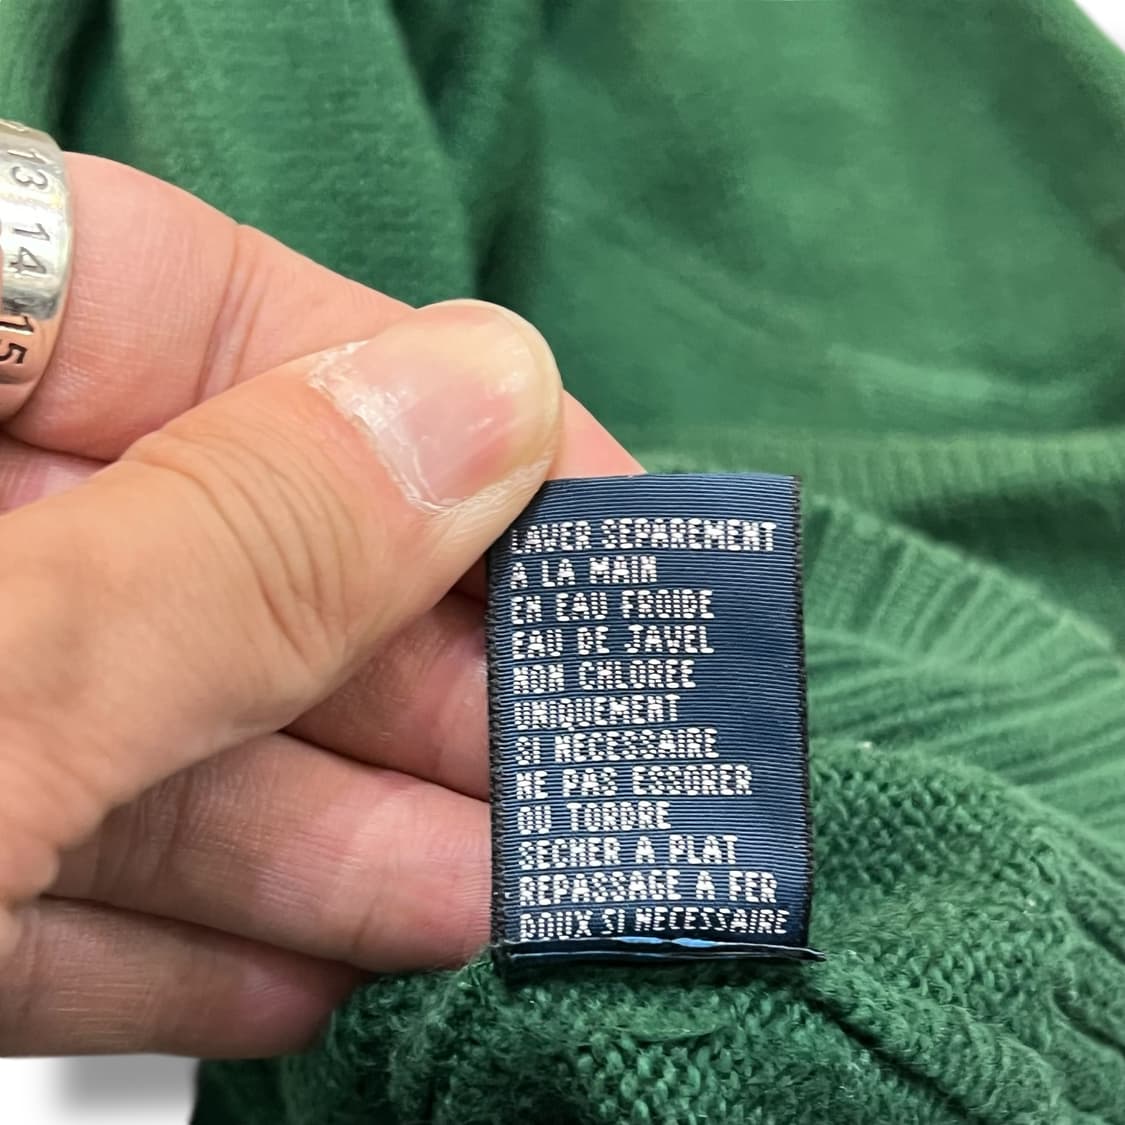 13
14
15
LAVER SEPAREMENT
A LA MAIN
EN EAU FROIDE
EAU DE JAVEL
NON CHLOREE
UNIQUEMENT
SI NECESSAIRE
NE PAS ESSORER
OU TORDRE
SECHER A PLAT
REPASSAGE A FER
DOUX SI NECESSAIRE